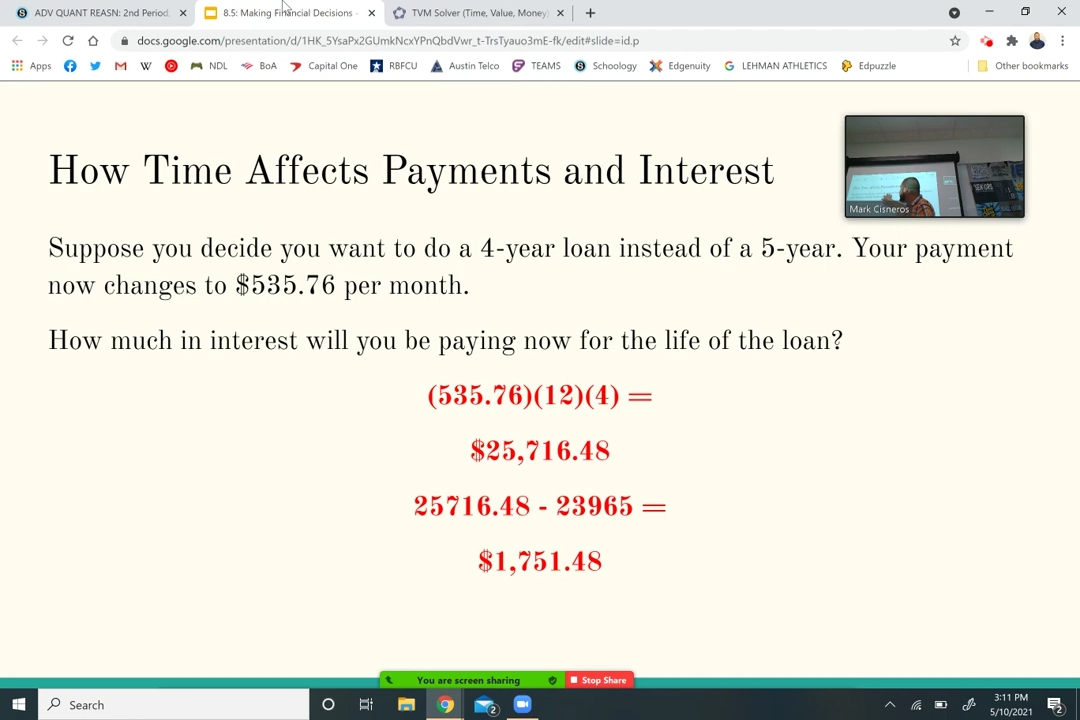 ADV QUANT REASN: 2nd Period,
8.5: Making Financial Decisions -
TVM Solver (Time, Value, Money)
docs.google.com/presentation/d/1HK_5YsaPx2GUmkNcxYPnQbdVwr_t-TrsTyauo3mE-fk/edit#slide=id.p
Apps
NDL
BoA
Capital One
RBFCU
Austin Telco
TEAMS
Schoology
Edgenuity
LEHMAN ATHLETICS
Edpuzzle
Other bookmarks
How Time Affects Payments and Interest
Mark Cisneros
Suppose you decide you want to do a 4-year loan instead of a 5-year. Your payment
now changes to $535.76 per month.
How much in interest will you be paying now for the life of the loan?
(535.76)(12)(4) =
$25,716.48
25716.48 - 23965 =
$1,751.48
You are screen sharing
Stop Share
Search
2
3:11 PM
5/10/2021
2